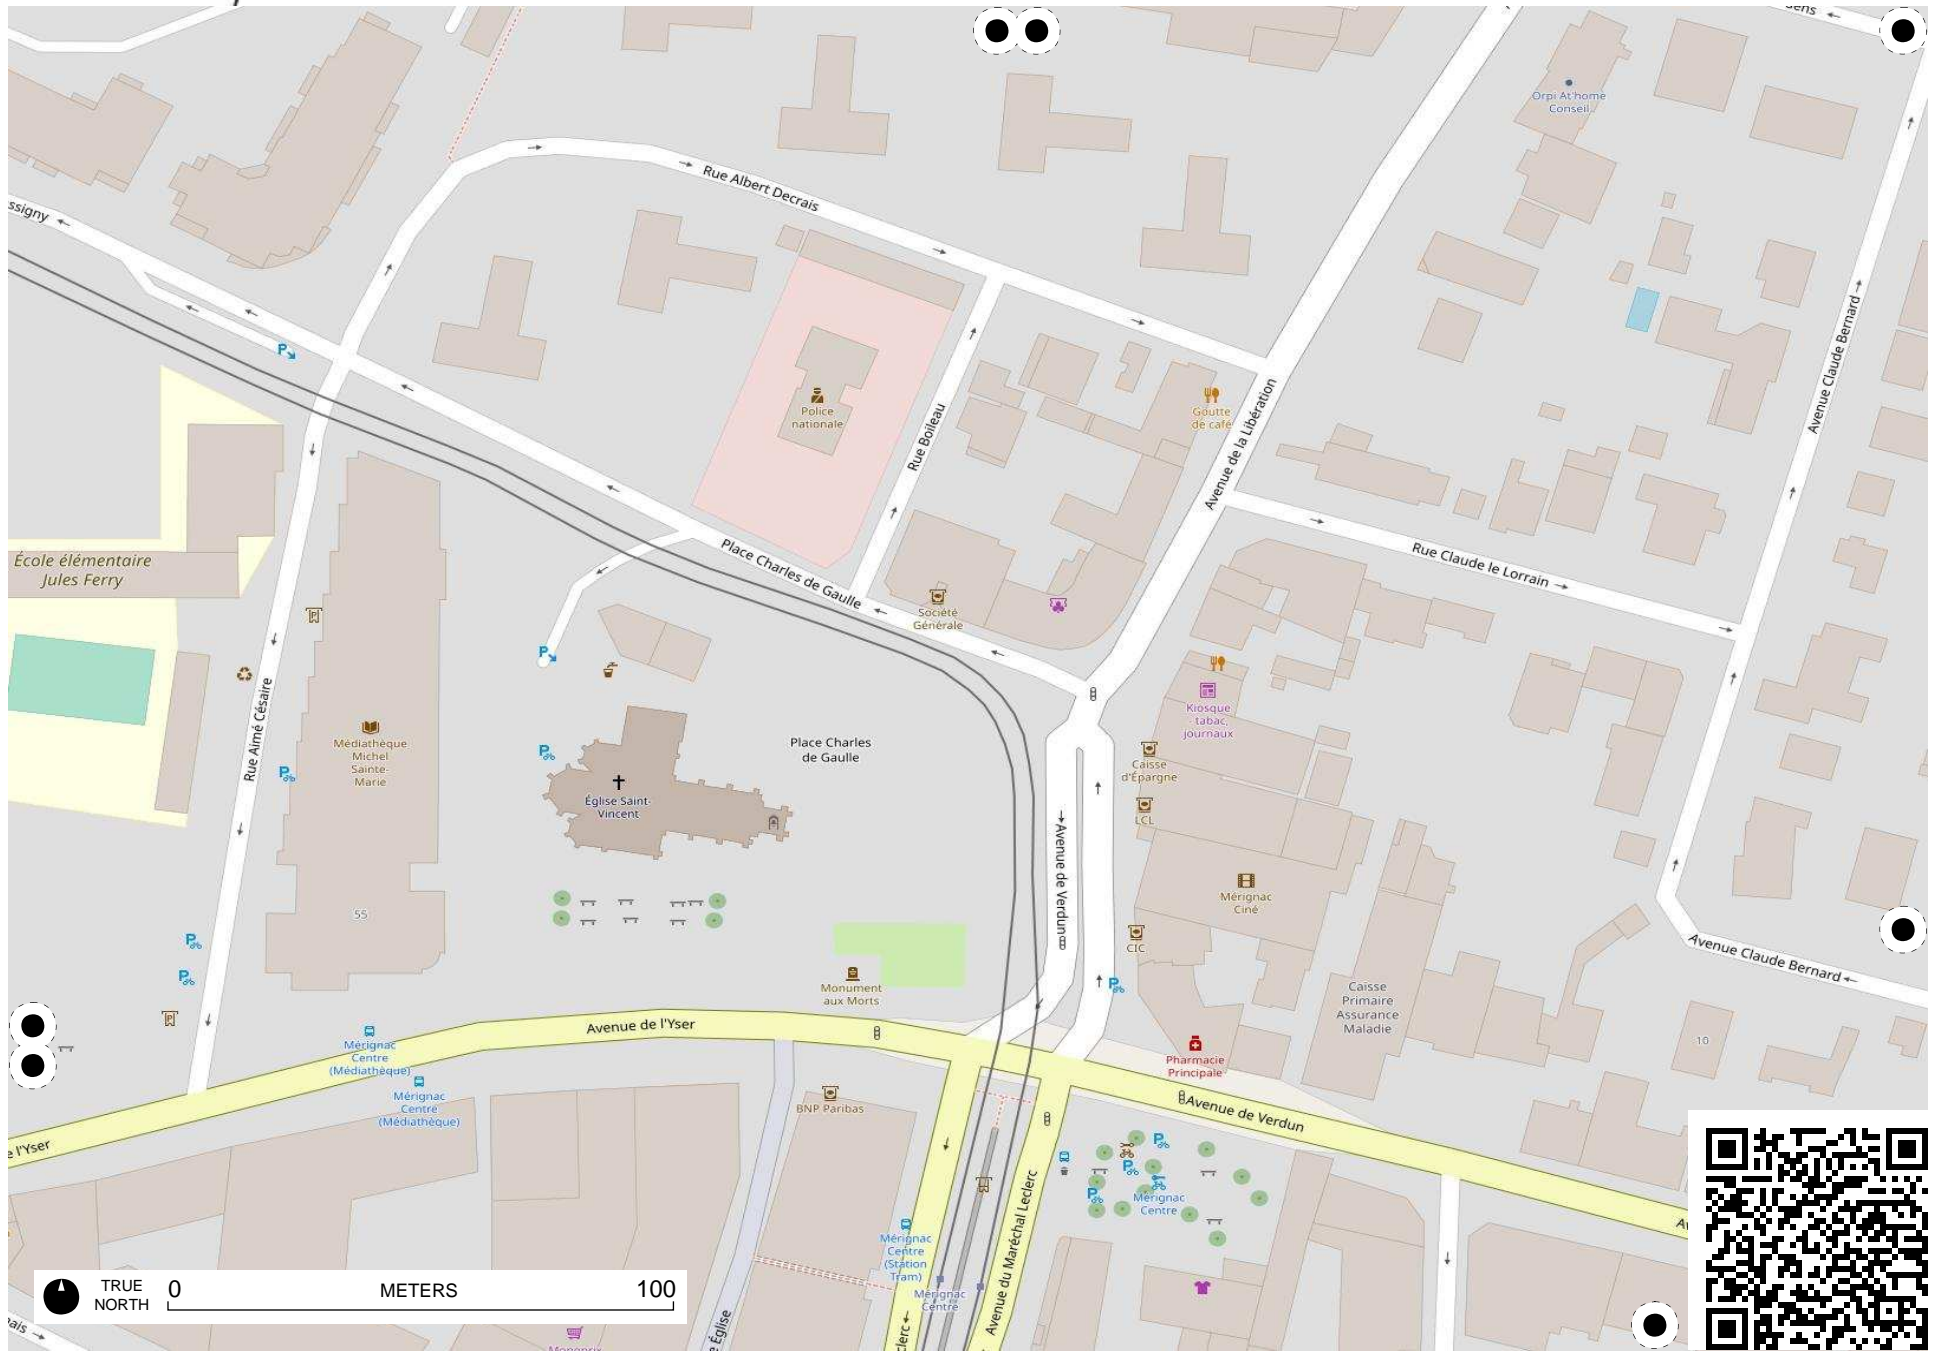 Orpi At'home
Conseil
Rue Albert Decrais
Police
nationale
Rue Boileau
Goutte
de café
Avenue de la Libération
Avenue Claude Bernard
École élémentaire
Jules Ferry
Place Charles de Gaulle
Société
Générale
Rue Claude le Lorrain
Rue Aimé Césaire
Médiathèque
Michel
Sainte-
Marie
Place Charles
de Gaulle
Église Saint-
Vincent
Kiosque
- tabac,
journaux
Caisse
d'Épargne
LCL
Avenue de Verdun
Mérignac
Ciné
CIC
55
Monument
aux Morts
Caisse
Primaire
Assurance
Maladie
Avenue Claude Bernard
10
Avenue de l'Yser
Mérignac
Centre
(Médiathèque)
Mérignac
Centre
(Médiathèque)
BNP Paribas
Pharmacie
Principale
Avenue de Verdun
e l'Yser
Avenue du Maréchal Leclerc
Mérignac
Centre
Mérignac
Centre
(Station
Tram)
Mérignac
Centre
TRUE
NORTH
0 METERS 100
Église